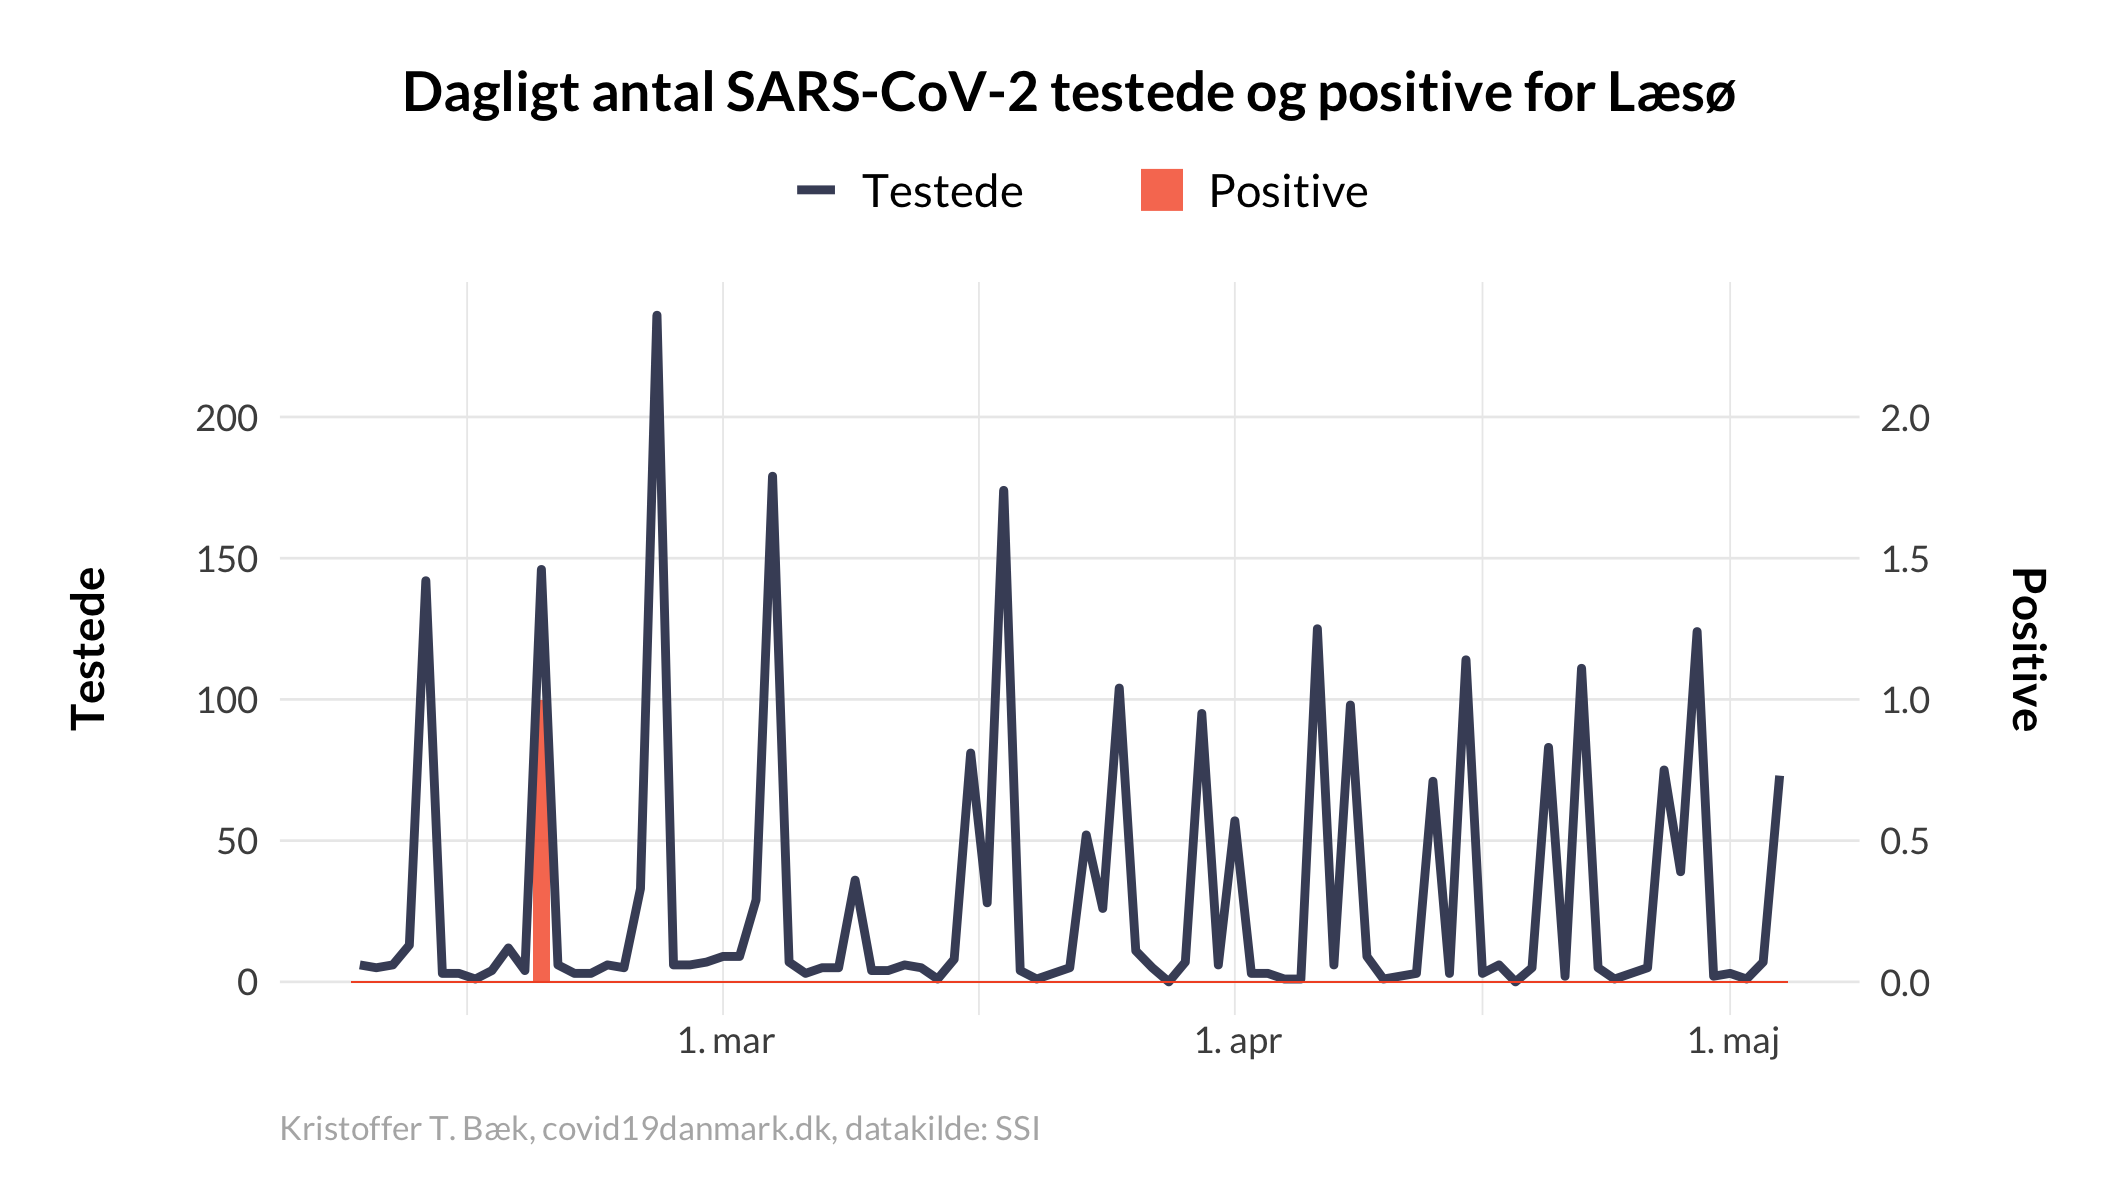 Dagligt antal SARS-CoV-2 testede og positive for Læsø
Testede
Positive
200
150
100
50
0
2.0
1.5
1.0
0.5
0.0
Testede
Positive
1. mar
1. apr
1. maj
Kristoffer T. Bæk, covid19danmark.dk, datakilde: SSI